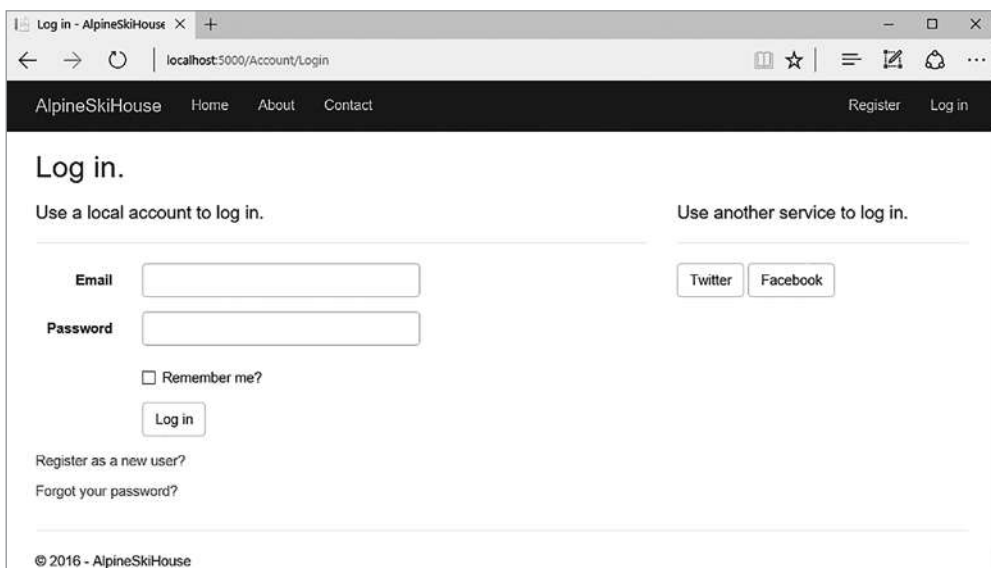 Log in - AlpineSkiHouse
localhost:5000/Account/Login
AlpineSkiHouse Home About Contact Register Log in
Log in.
Use a local account to log in.
Email
Password
Remember me?
Log in
Register as a new user?
Forgot your password?
Use another service to log in.
Twitter Facebook
© 2016 - AlpineSkiHouse